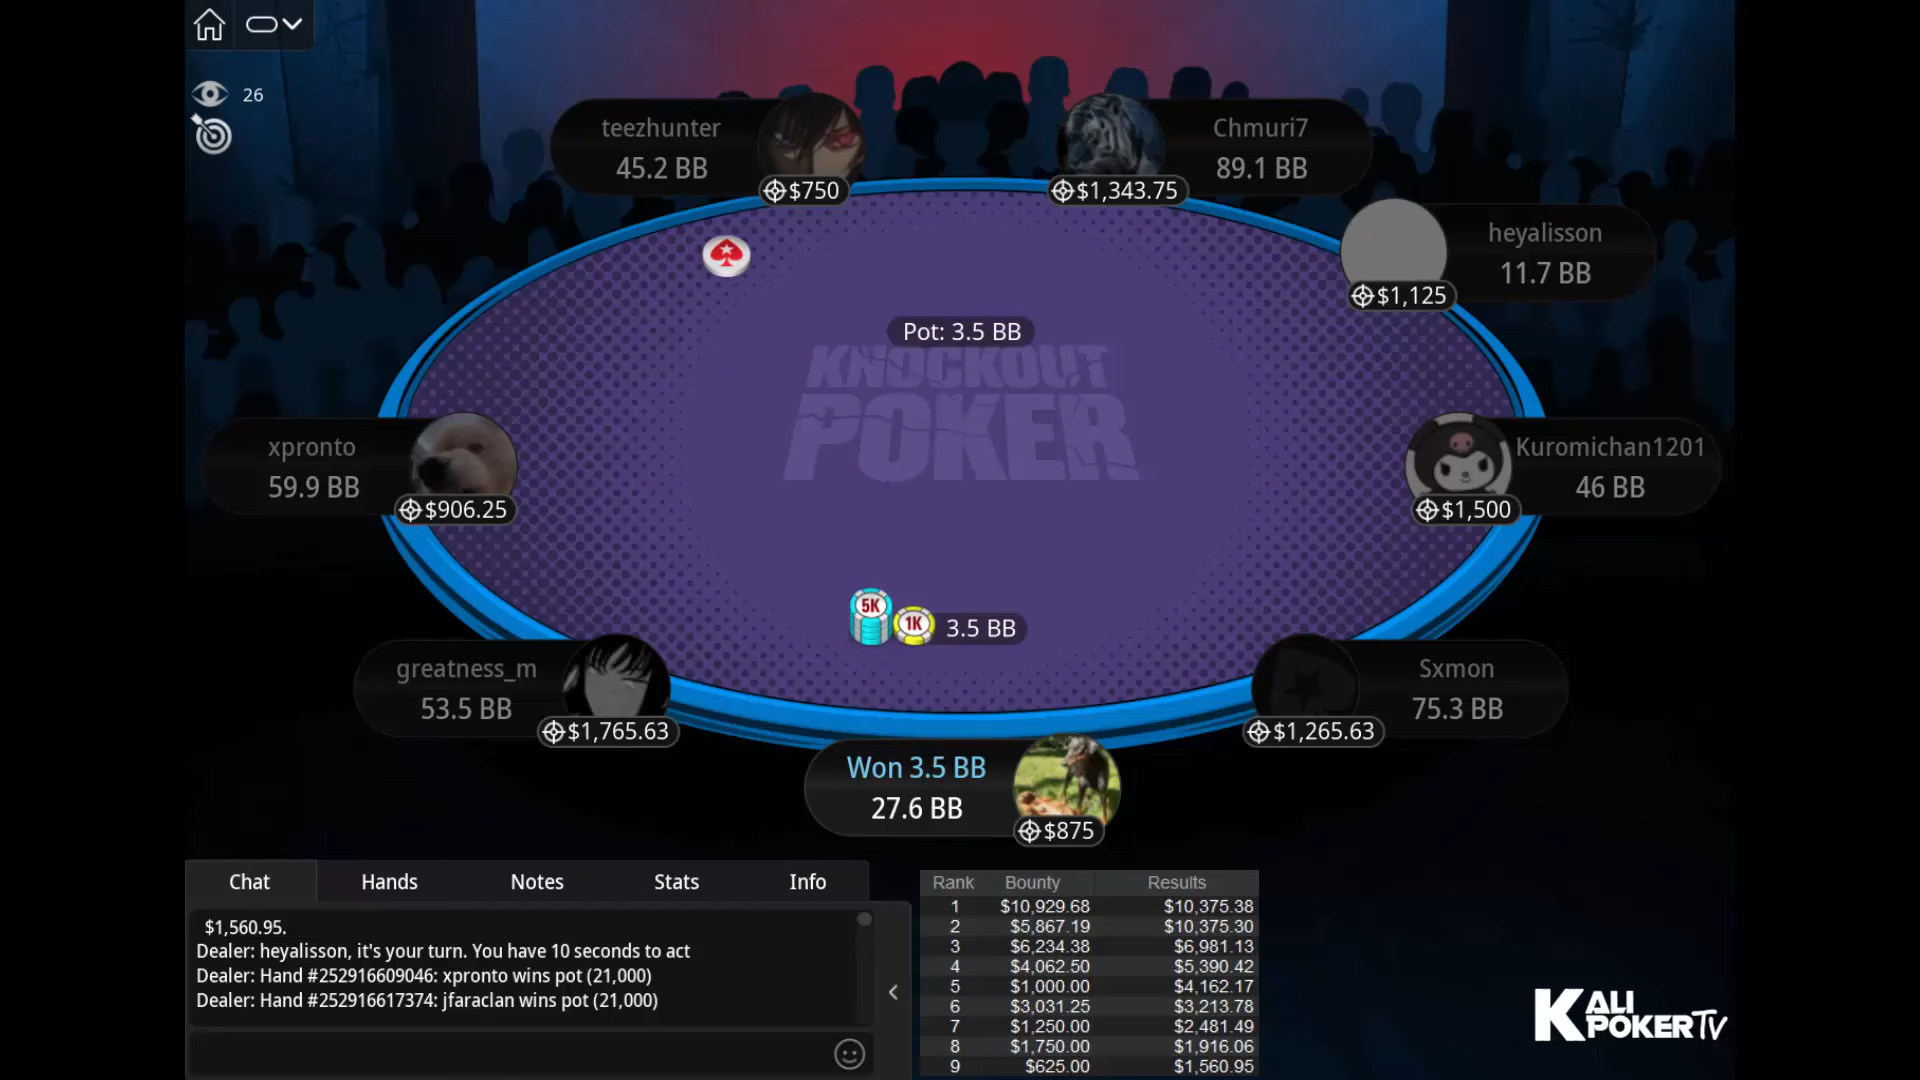 26
teezhunter
45.2 BB
$750
Chmuri7
89.1 BB
$1,343.75
heyalisson
11.7 BB
$1,125
Pot: 3.5 BB
KNOCKOUT
POKER
xpronto
59.9 BB
$906.25
Kuromichan1201
46 BB
$1,500
5K
1K
3.5 BB
greatness_m
53.5 BB
$1,765.63
Sxmon
75.3 BB
$1,265.63
Won 3.5 BB
27.6 BB
$875
Chat Hands Notes Stats Info
$1,560.95.
Dealer: heyalisson, it's your turn. You have 10 seconds to act
Dealer: Hand #252916609046: xpronto wins pot (21,000)
Dealer: Hand #252916617374: jfaraclan wins pot (21,000)
Rank Bounty Results
1 $10,929.68 $10,375.38
2 $5,867.19 $10,375.30
3 $6,234.38 $6,981.13
4 $4,062.50 $5,390.42
5 $1,000.00 $4,162.17
6 $3,031.25 $3,213.78
7 $1,250.00 $2,481.49
8 $1,750.00 $1,916.06
9 $625.00 $1,560.95
KALI
POKERTV